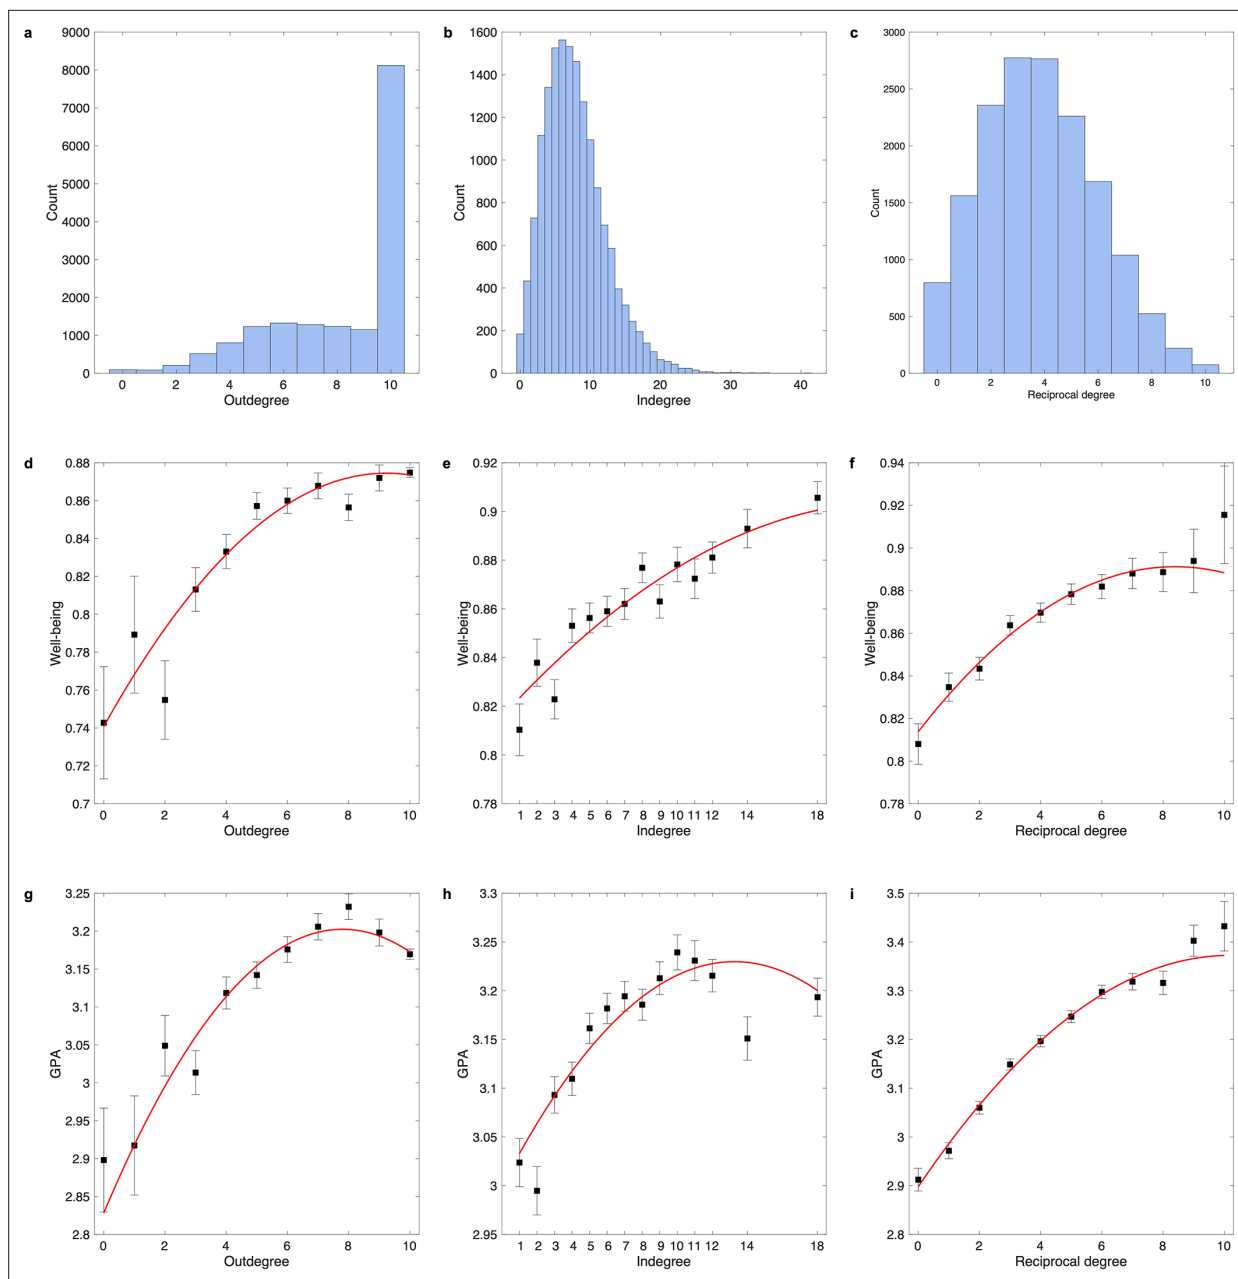 a
9000
8000
7000
6000
5000
4000
3000
2000
1000
0
Count
0 2 4 6 8 10
Outdegree
b
1600
1400
1200
1000
800
600
400
200
0
Count
0 10 20 30 40
Indegree
c
3000
2500
2000
1500
1000
500
0
Count
0 2 4 6 8 10
Reciprocal degree
d
0.88
0.86
0.84
0.82
0.8
0.78
0.76
0.74
0.72
0.7
Well-being
0 2 4 6 8 10
Outdegree
e
0.92
0.9
0.88
0.86
0.84
0.82
0.8
0.78
Well-being
1 2 3 4 5 6 7 8 9 10 11 12 14 18
Indegree
f
0.94
0.92
0.9
0.88
0.86
0.84
0.82
0.8
0.78
Well-being
0 2 4 6 8 10
Reciprocal degree
g
3.25
3.2
3.15
3.1
3.05
3
2.95
2.9
2.85
2.8
GPA
0 2 4 6 8 10
Outdegree
h
3.3
3.25
3.2
3.15
3.1
3.05
3
2.95
GPA
1 2 3 4 5 6 7 8 9 10 11 12 14 18
Indegree
i
3.5
3.4
3.3
3.2
3.1
3
2.9
2.8
GPA
0 2 4 6 8 10
Reciprocal degree